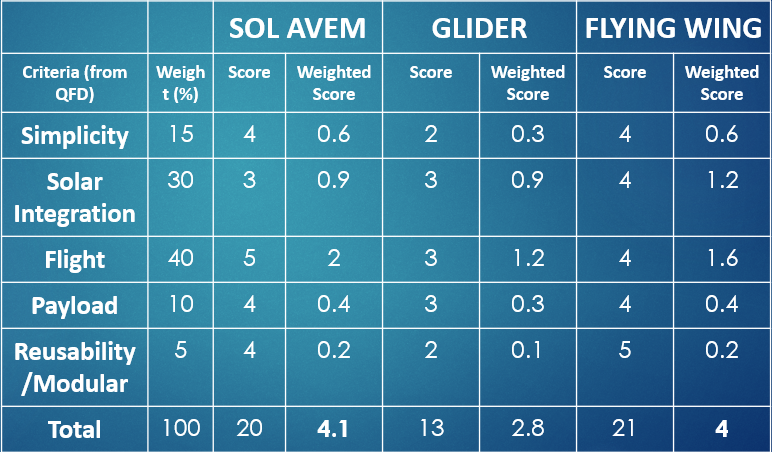 SOL AVEM GLIDER FLYING WING
Criteria (from Weigh Score Weighted Score Weighted Score Weighted
QFD) t (%) Score Score Score
Simplicity 15 4 0.6 2 0.3 4 0.6
Solar 30 3 0.9 3 0.9 4 1.2
Integration
Flight 40 5 2 3 1.2 4 1.6
Payload 10 4 0.4 3 0.3 4 0.4
Reusability 5 4 0.2 2 0.1 5 0.2
/Modular
Total 100 20 4.1 13 2.8 21 4